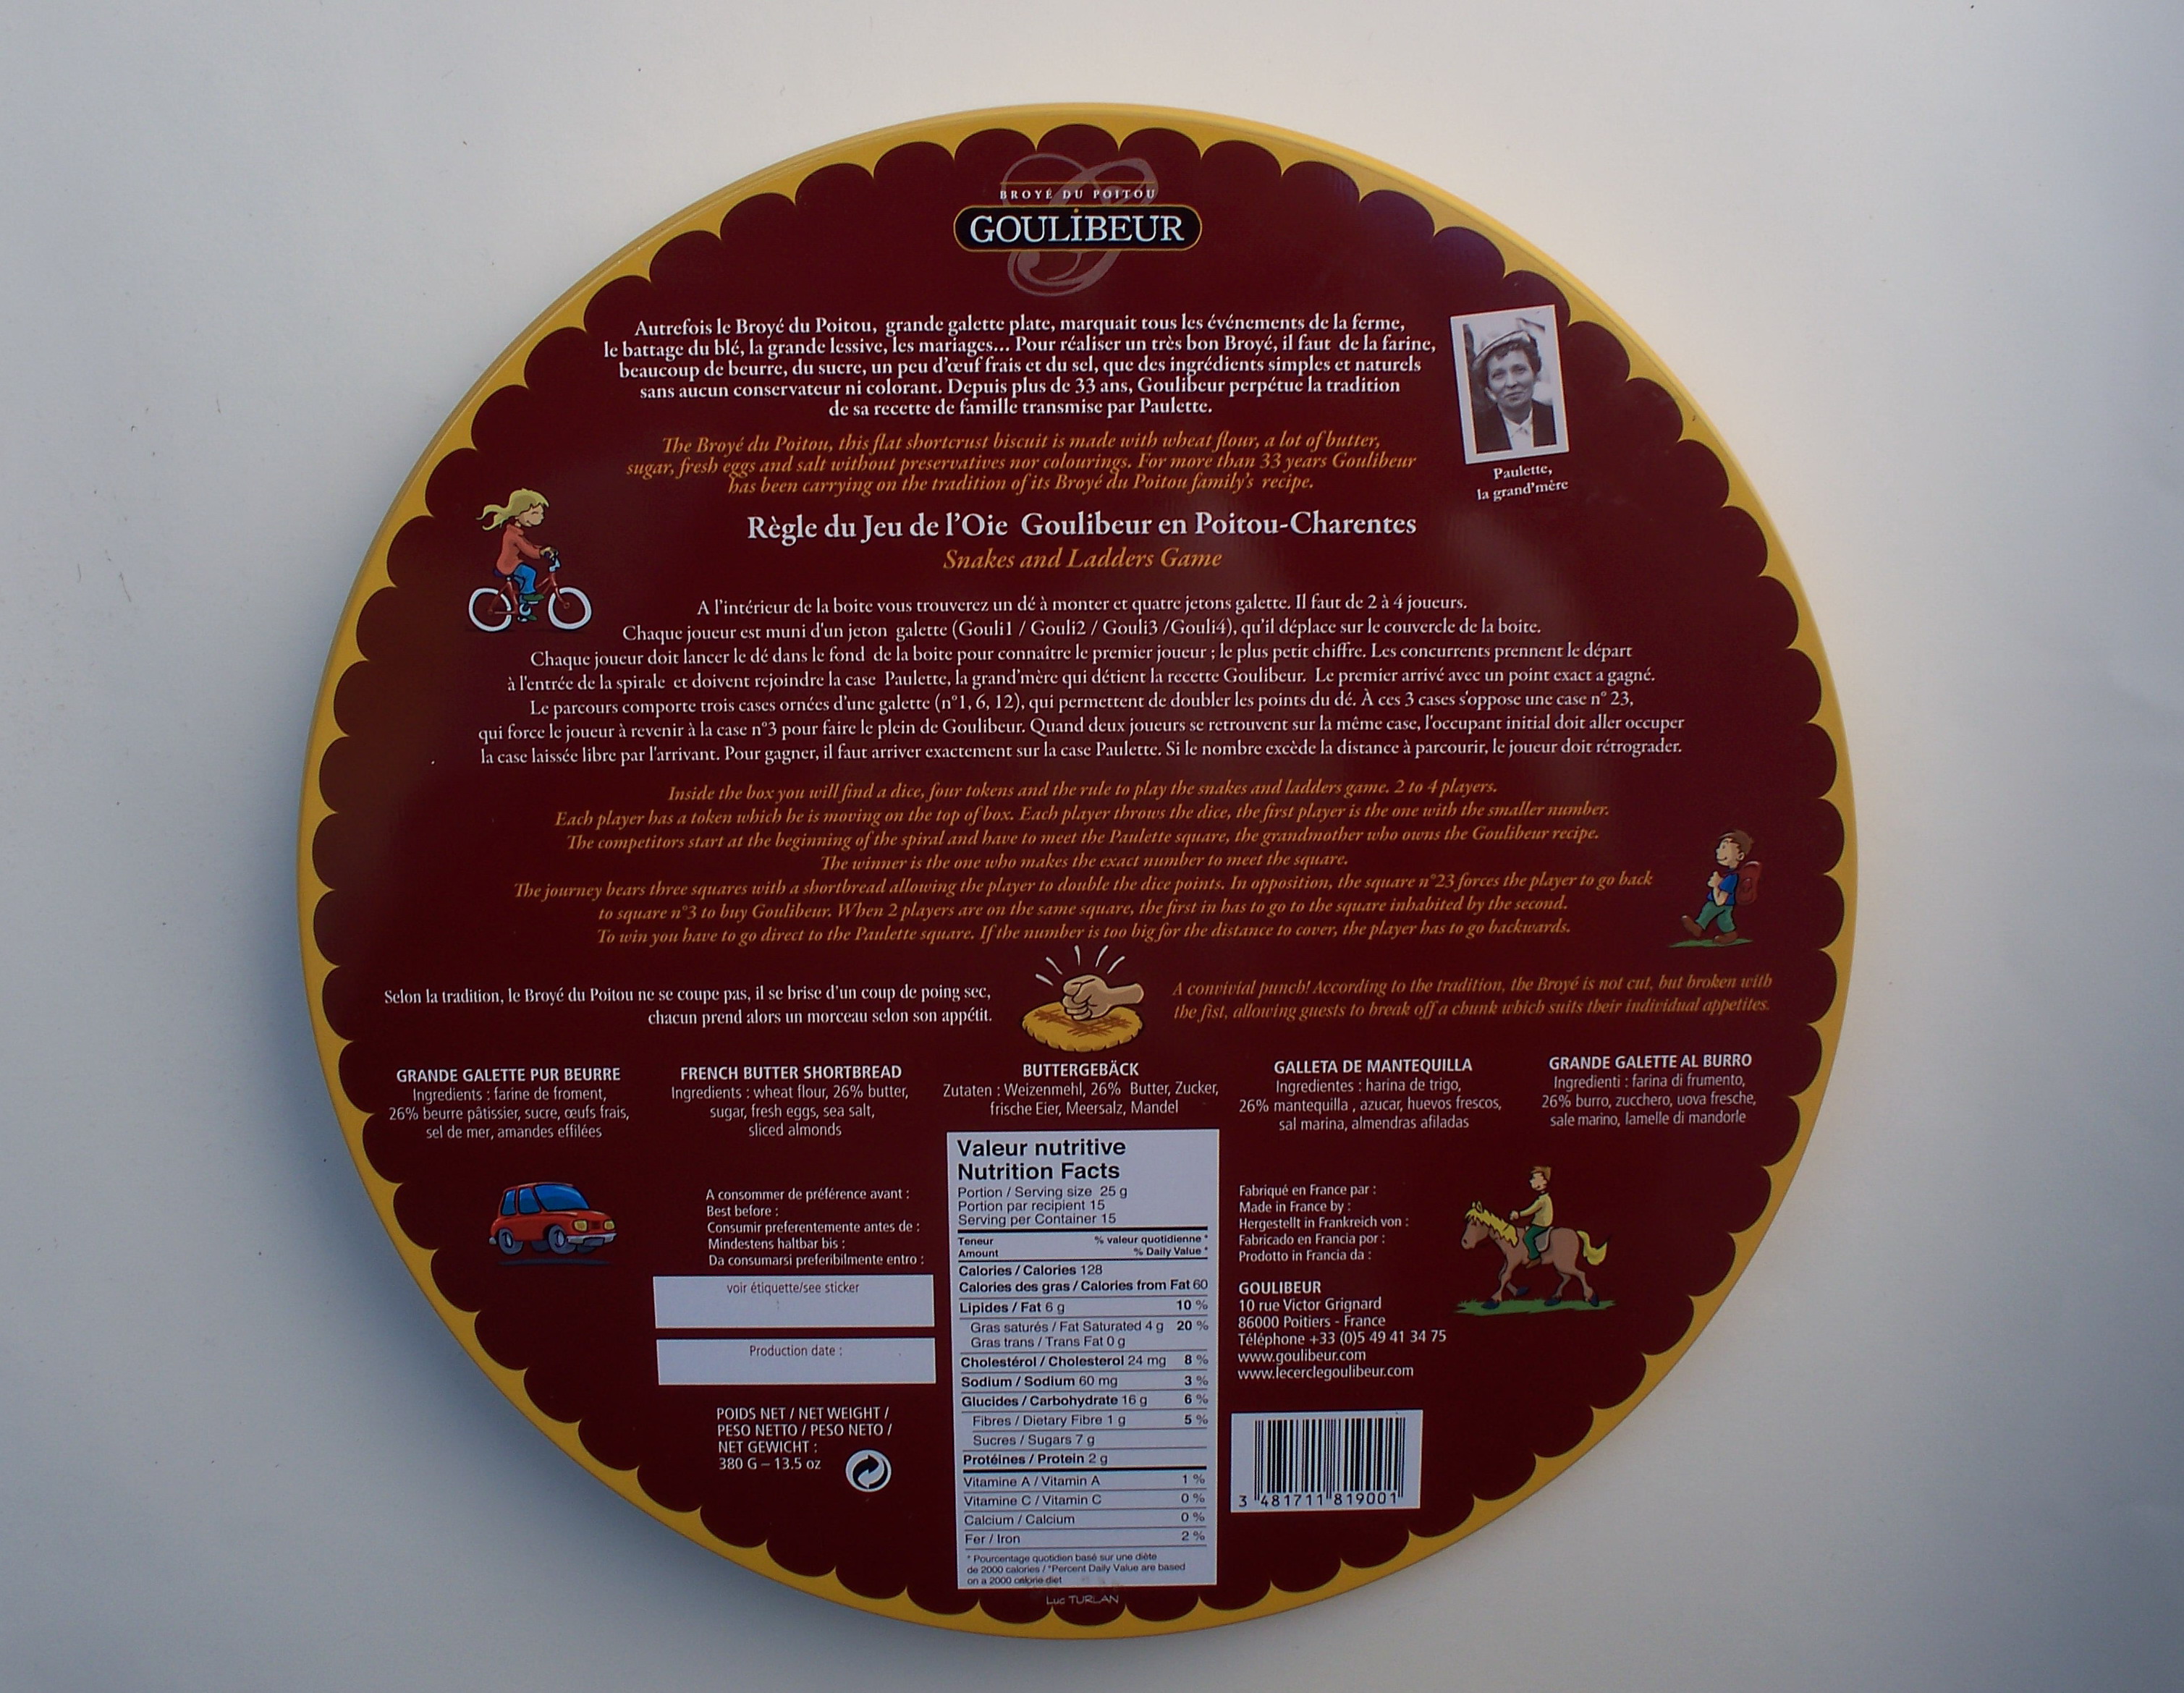 BROYÉ DU POITOU
GOULIBEUR
Autrefois le Broyé du Poitou, grande galette plate, marquait tous les événements de la ferme,
le battage du blé, la grande lessive, les mariages... Pour réaliser un très bon Broyé, il faut de la farine,
beaucoup de beurre, du sucre, un peu d'œuf frais et du sel, que des ingrédients simples et naturels
sans aucun conservateur ni colorant. Depuis plus de 33 ans, Goulibeur perpétue la tradition
de sa recette de famille transmise par Paulette.
The Broyé du Poitou, this flat shortcrust biscuit is made with wheat flour, a lot of butter,
sugar, fresh eggs and salt without preservatives nor colourings. For more than 33 years Goulibeur
has been carrying on the tradition of its Broyé du Poitou family's recipe.
Paulette,
la grand'mère
Règle du Jeu de l'Oie Goulibeur en Poitou-Charentes
Snakes and Ladders Game
A l'intérieur de la boite vous trouverez un dé à monter et quatre jetons galette. Il faut de 2 à 4 joueurs.
Chaque joueur est muni d'un jeton galette (Gouli1 / Gouli2 / Gouli3 /Gouli4), qu'il déplace sur le couvercle de la boite.
Chaque joueur doit lancer le dé dans le fond de la boite pour connaître le premier joueur ; le plus petit chiffre. Les concurrents prennent le départ
à l'entrée de la spirale et doivent rejoindre la case Paulette, la grand'mère qui détient la recette Goulibeur. Le premier arrivé avec un point exact a gagné.
Le parcours comporte trois cases ornées d'une galette (n°1, 6, 12), qui permettent de doubler les points du dé. À ces 3 cases s'oppose une case n° 23,
qui force le joueur à revenir à la case n°3 pour faire le plein de Goulibeur. Quand deux joueurs se retrouvent sur la même case, l'occupant initial doit aller occuper
la case laissée libre par l'arrivant. Pour gagner, il faut arriver exactement sur la case Paulette. Si le nombre excède la distance à parcourir, le joueur doit rétrograder.
Inside the box you will find a dice, four tokens and the rule to play the snakes and ladders game. 2 to 4 players.
Each player has a token which he is moving on the top of box. Each player throws the dice, the first player is the one with the smaller number.
The competitors start at the beginning of the spiral and have to meet the Paulette square, the grandmother who owns the Goulibeur recipe.
The winner is the one who makes the exact number to meet the square.
The journey bears three squares with a shortbread allowing the player to double the dice points. In opposition, the square n°23 forces the player to go back
to square n°3 to buy Goulibeur. When 2 players are on the same square, the first in has to go to the square inhabited by the second.
To win you have to go direct to the Paulette square. If the number is too big for the distance to cover, the player has to go backwards.
Selon la tradition, le Broyé du Poitou ne se coupe pas, il se brise d'un coup de poing sec,
chacun prend alors un morceau selon son appétit.
A convivial punch! According to the tradition, the Broyé is not cut, but broken with
the fist, allowing guests to break off a chunk which suits their individual appetites.
GRANDE GALETTE PUR BEURRE
Ingredients : farine de froment,
26% beurre pâtissier, sucre, œufs frais,
sel de mer, amandes effilées
FRENCH BUTTER SHORTBREAD
Ingredients : wheat flour, 26% butter,
sugar, fresh eggs, sea salt,
sliced almonds
BUTTERGEBÄCK
Zutaten : Weizenmehl, 26% Butter, Zucker,
frische Eier, Meersalz, Mandel
GALLETA DE MANTEQUILLA
Ingredientes : harina de trigo,
26% mantequilla , azucar, huevos frescos,
sal marina, almendras afiladas
GRANDE GALETTE AL BURRO
Ingredienti : farina di frumento,
26% burro, zucchero, uova fresche,
sale marino, lamelle di mandorle
A consommer de préférence avant :
Best before :
Consumir preferentemente antes de :
Mindestens haltbar bis :
Da consumarsi preferibilmente entro :
voir étiquette/see sticker
:
Production date :
POIDS NET / NET WEIGHT /
PESO NETTO / PESO NETO /
NET GEWICHT :
380 G – 13.5 oz
Valeur nutritive
Nutrition Facts
Portion / Serving size 25 g
Portion par recipient 15
Serving per Container 15
Teneur % valeur quotidienne *
Amount % Daily Value *
Calories / Calories 128
Calories des gras / Calories from Fat 60
Lipides / Fat 6 g 10 %
Gras saturés / Fat Saturated 4 g 20 %
Gras trans / Trans Fat 0 g
Cholestérol / Cholesterol 24 mg 8 %
Sodium / Sodium 60 mg 3 %
Glucides / Carbohydrate 16 g 6 %
Fibres / Dietary Fibre 1 g 5 %
Sucres / Sugars 7 g
Protéines / Protein 2 g
Vitamine A / Vitamin A 1 %
Vitamine C / Vitamin C 0 %
Calcium / Calcium 0 %
Fer / Iron 2 %
* Pourcentage quotidien basé sur une diète
de 2000 calories / *Percent Daily Value are based
on a 2000 calorie diet
Luc TURLAN
Fabriqué en France par :
Made in France by :
Hergestellt in Frankreich von :
Fabricado en Francia por :
Prodotto in Francia da :
GOULIBEUR
10 rue Victor Grignard
86000 Poitiers - France
Téléphone +33 (0)5 49 41 34 75
www.goulibeur.com
www.lecerclegoulibeur.com
3 481711 819001